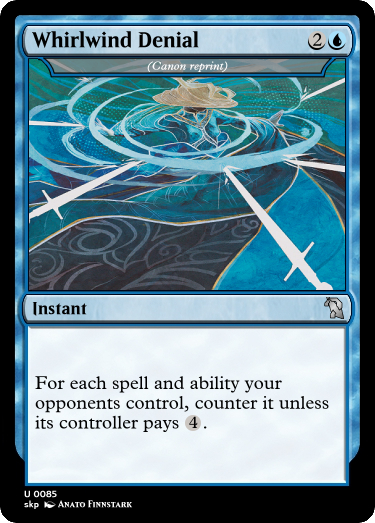 Whirlwind Denial 2
(Canon reprint)
Instant
For each spell and ability your
opponents control, counter it unless
its controller pays 4.
U 0085
skp Anato Finnstark